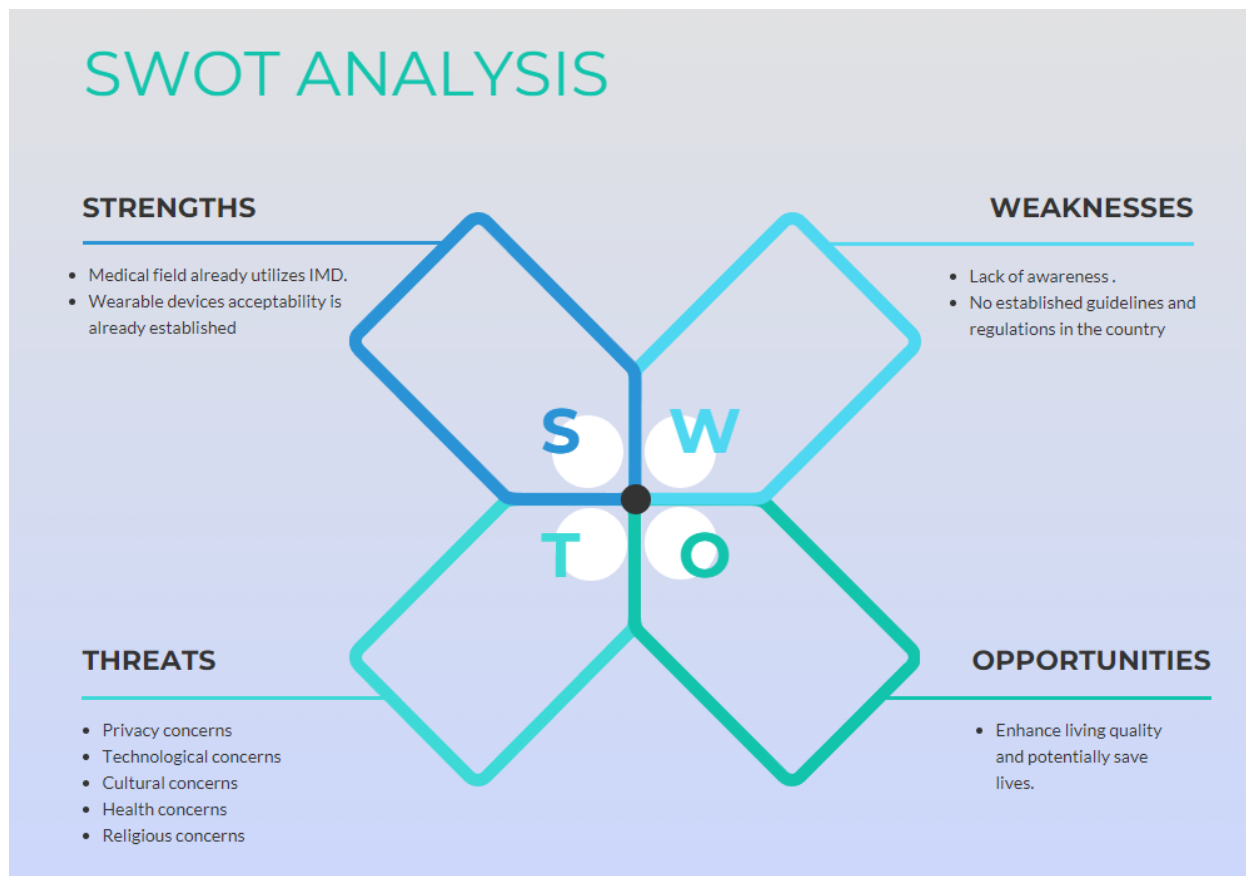 SWOT ANALYSIS
STRENGTHS
• Medical field already utilizes IMD.
• Wearable devices acceptability is
already established
WEAKNESSES
• Lack of awareness .
• No established guidelines and
regulations in the country
S
W
T
O
THREATS
• Privacy concerns
• Technological concerns
• Cultural concerns
• Health concerns
• Religious concerns
OPPORTUNITIES
• Enhance living quality
and potentially save
lives.